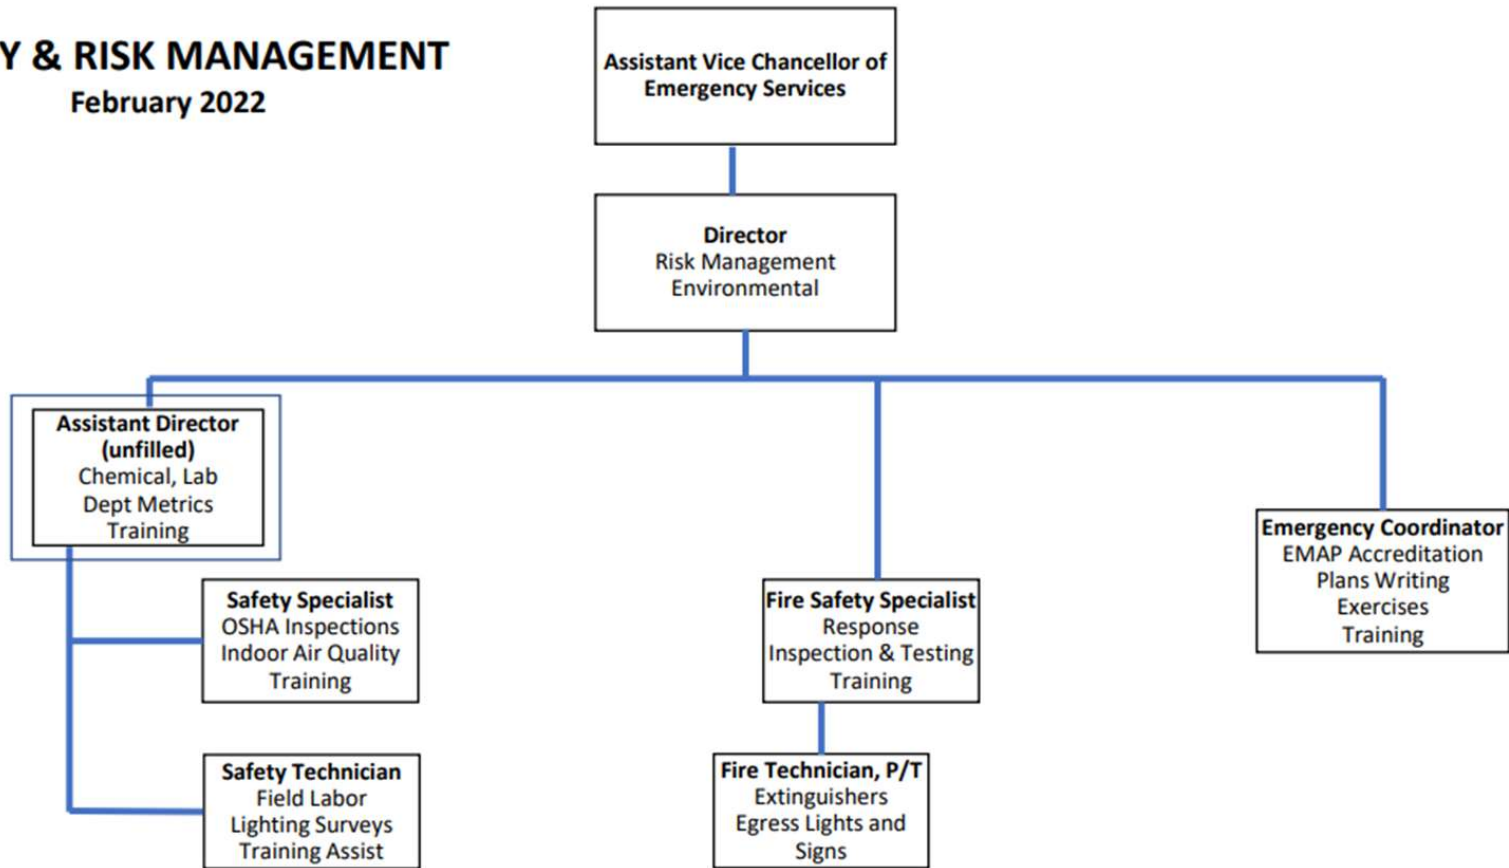 Y & RISK MANAGEMENT
February 2022
Assistant Vice Chancellor of
Emergency Services
Director
Risk Management
Environmental
Assistant Director
(unfilled)
Chemical, Lab
Dept Metrics
Training
Safety Specialist
OSHA Inspections
Indoor Air Quality
Training
Safety Technician
Field Labor
Lighting Surveys
Training Assist
Fire Safety Specialist
Response
Inspection & Testing
Training
Fire Technician, P/T
Extinguishers
Egress Lights and
Signs
Emergency Coordinator
EMAP Accreditation
Plans Writing
Exercises
Training